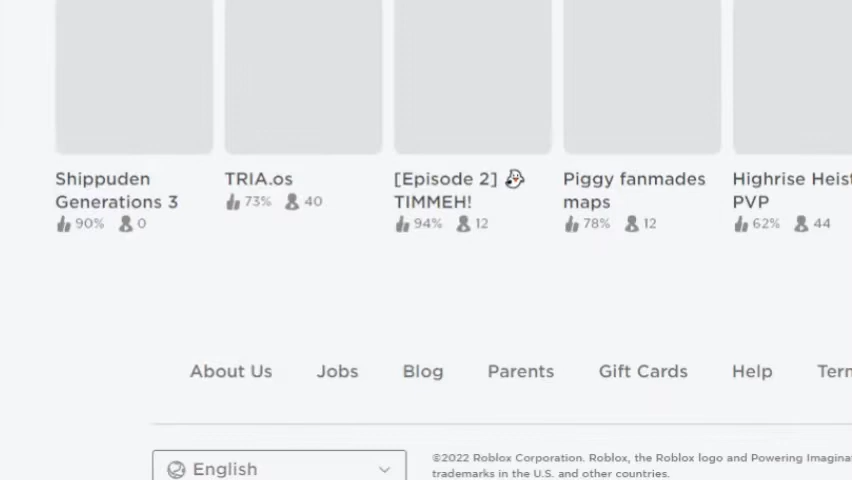 Shippuden
Generations 3
90% 0
TRIA.os
73% 40
[Episode 2] 👻
TIMMEH!
94% 12
Piggy fanmades
maps
78% 12
Highrise Heist
PVP
62% 44
About Us Jobs Blog Parents Gift Cards Help Term
English
©2022 Roblox Corporation. Roblox, the Roblox logo and Powering Imagina
trademarks in the U.S. and other countries.